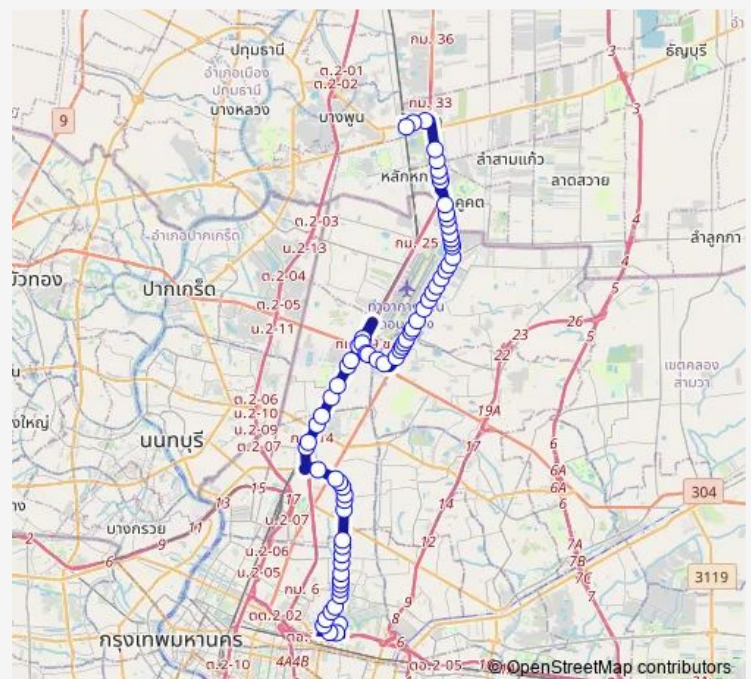 กม. 36
ปทุมธานี
ธัญบุรี
ต.2-01
ต.2-02
อำเภอเมือง
ปทุมธานี
บางหลวง
กม. 33
บางพูน
3
9
3
ลำสามแก้ว
หลักหก
ลาดสวาย
คูคต
ต.2-03
4
อำเภอปากเกร็ด
กม. 25
น.2-13
ลำลูกกา
4
ต.2-04
5
ปากเกร็ด
ต.2-05
26
23
น.2-11
22
5
เขตคลอง
สามวา
ต.2-06
น.2-10
19A
น.2-09
17
6
นนทบุรี
ต.2-07
6A
15
304
6A
13
17
14
6
11
บางกรวย
น.2-07
9
2
6
12
7A
น.2-06
7B
น.2-05
7
3119
กม. 6
9
ดต.2-02
8
กรุงเทพมหานคร
6
4A4B
ต.2-10
ตอ.2-05
© OpenStreetMap contributors